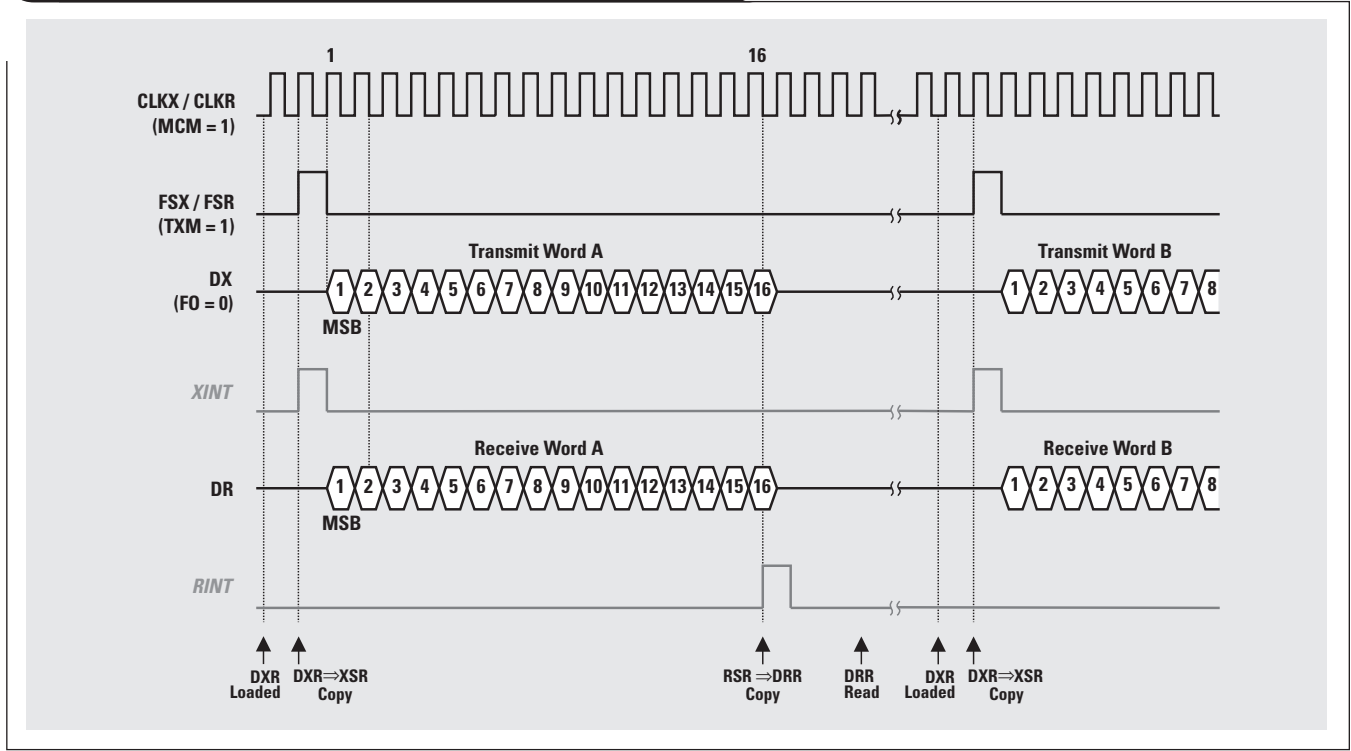 1 16
CLKX / CLKR
(MCM = 1)
FSX / FSR
(TXM = 1)
Transmit Word A Transmit Word B
DX
(FO = 0)
1 2 3 4 5 6 7 8 9 10 11 12 13 14 15 16 1 2 3 4 5 6 7 8
MSB
XINT
Receive Word A Receive Word B
DR
1 2 3 4 5 6 7 8 9 10 11 12 13 14 15 16 1 2 3 4 5 6 7 8
MSB
RINT
DXR DXR⇒XSR RSR ⇒DRR DRR DXR DXR⇒XSR
Loaded Copy Copy Read Loaded Copy